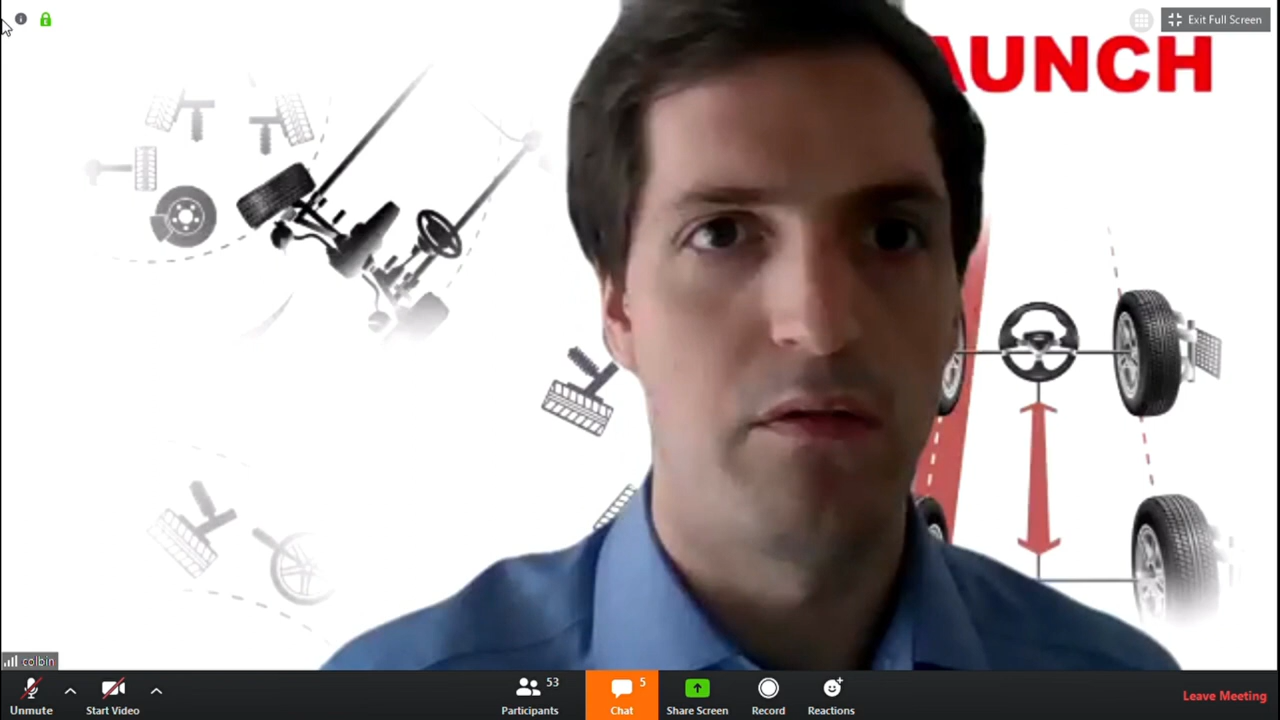 Exit Full Screen
AUNCH
colbin
53
5
Unmute
Start Video
Participants
Chat
Share Screen
Record
Reactions
Leave Meeting